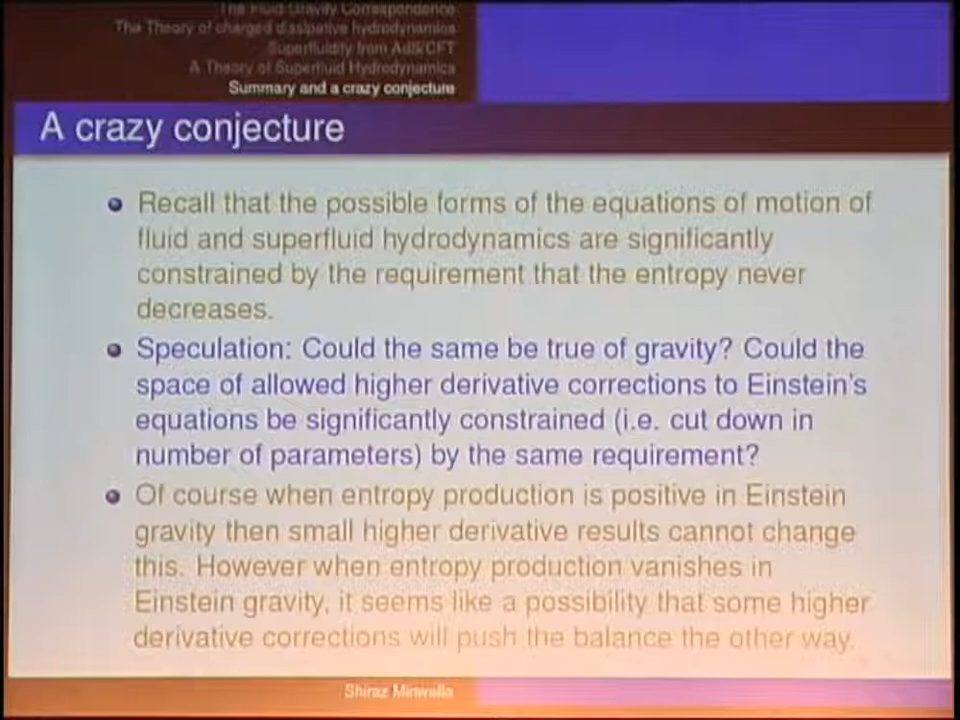 The Fluid Gravity Correspondence
The Theory of charged dissipative hydrodynamics
Superfluidity from AdS/CFT
A Theory of Superfluid Hydrodynamics
Summary and a crazy conjecture
A crazy conjecture
Recall that the possible forms of the equations of motion of
fluid and superfluid hydrodynamics are significantly
constrained by the requirement that the entropy never
decreases.
Speculation: Could the same be true of gravity? Could the
space of allowed higher derivative corrections to Einstein's
equations be significantly constrained (i.e. cut down in
number of parameters) by the same requirement?
Of course when entropy production is positive in Einstein
gravity then small higher derivative results cannot change
this. However when entropy production vanishes in
Einstein gravity, it seems like a possibility that some higher
derivative corrections will push the balance the other way.
Shiraz Minwalla